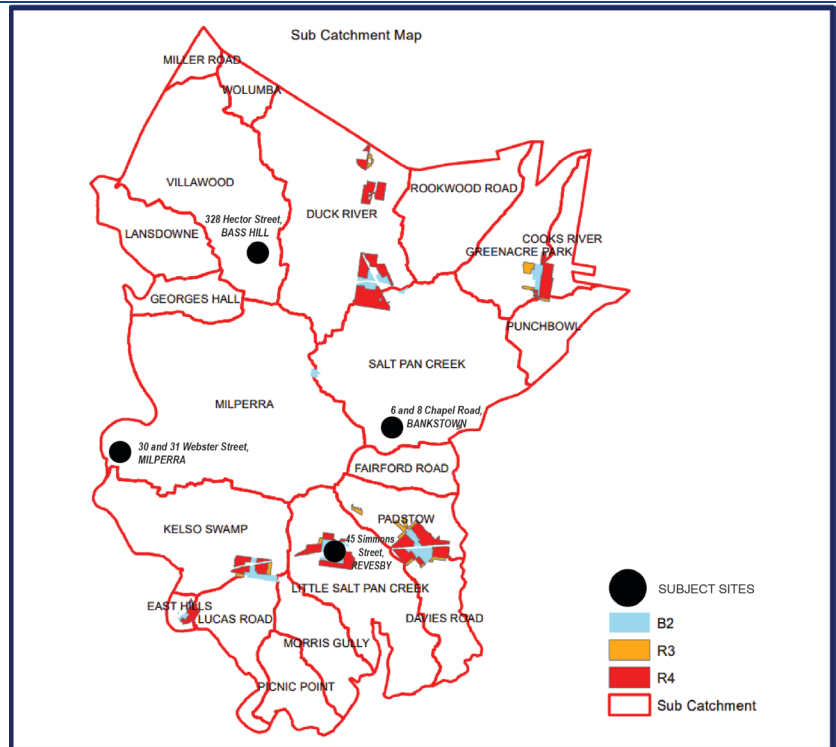 Sub Catchment Map
MILLER ROAD
WOLUMBA
VILLAWOOD
ROOKWOOD ROAD
DUCK RIVER
328 Hector Street,
BASS HILL
LANSDOWNE
COOKS RIVER
GREENACRE PARK
GEORGES HALL
PUNCHBOWL
SALT PAN CREEK
MILPERRA
6 and 8 Chapel Road,
BANKSTOWN
30 and 31 Webster Street,
MILPERRA
FAIRFORD ROAD
PADSTOW
KELSO SWAMP
45 Simmons
Street,
REVESBY
LITTLE SALT PAN CREEK
EAST HILLS
LUCAS ROAD
DAVIES ROAD
MORRIS GULLY
PICNIC POINT
SUBJECT SITES
B2
R3
R4
Sub Catchment